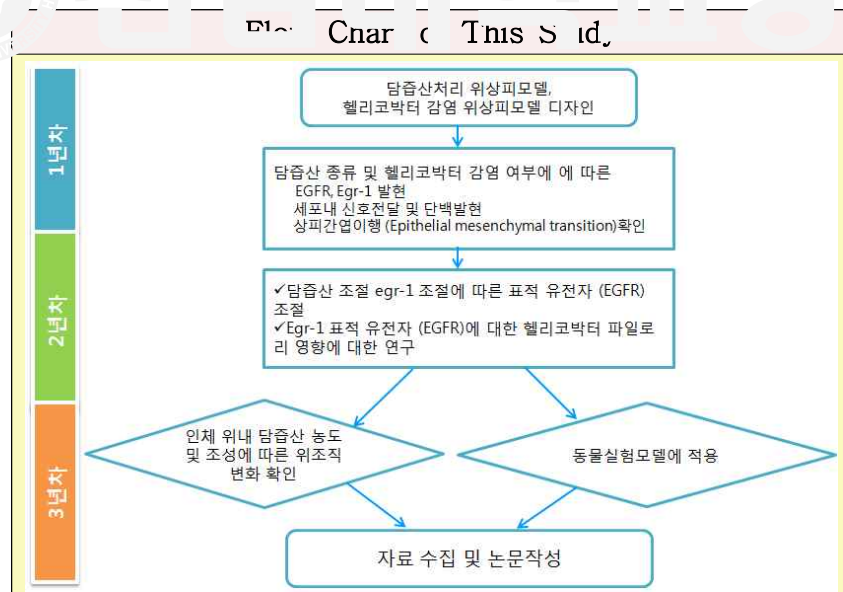 Chart This
1년차
담즙산처리 위상피모델,
헬리코박터 감염 위상피모델 디자인
담즙산 종류 및 헬리코박터 감염 여부에 에 따른
EGFR, Egr-1 발현
세포내 신호전달 및 단백발현
상피간엽이행 (Epithelial mesenchymal transition)확인
2년차
✓담즙산 조절 egr-1 조절에 따른 표적 유전자 (EGFR)
조절
✓Egr-1 표적 유전자 (EGFR)에 대한 헬리코박터 파일로
리 영향에 대한 연구
3년차
인체 위내 담즙산 농도
및 조성에 따른 위조직
변화 확인
동물실험모델에 적용
자료 수집 및 논문작성